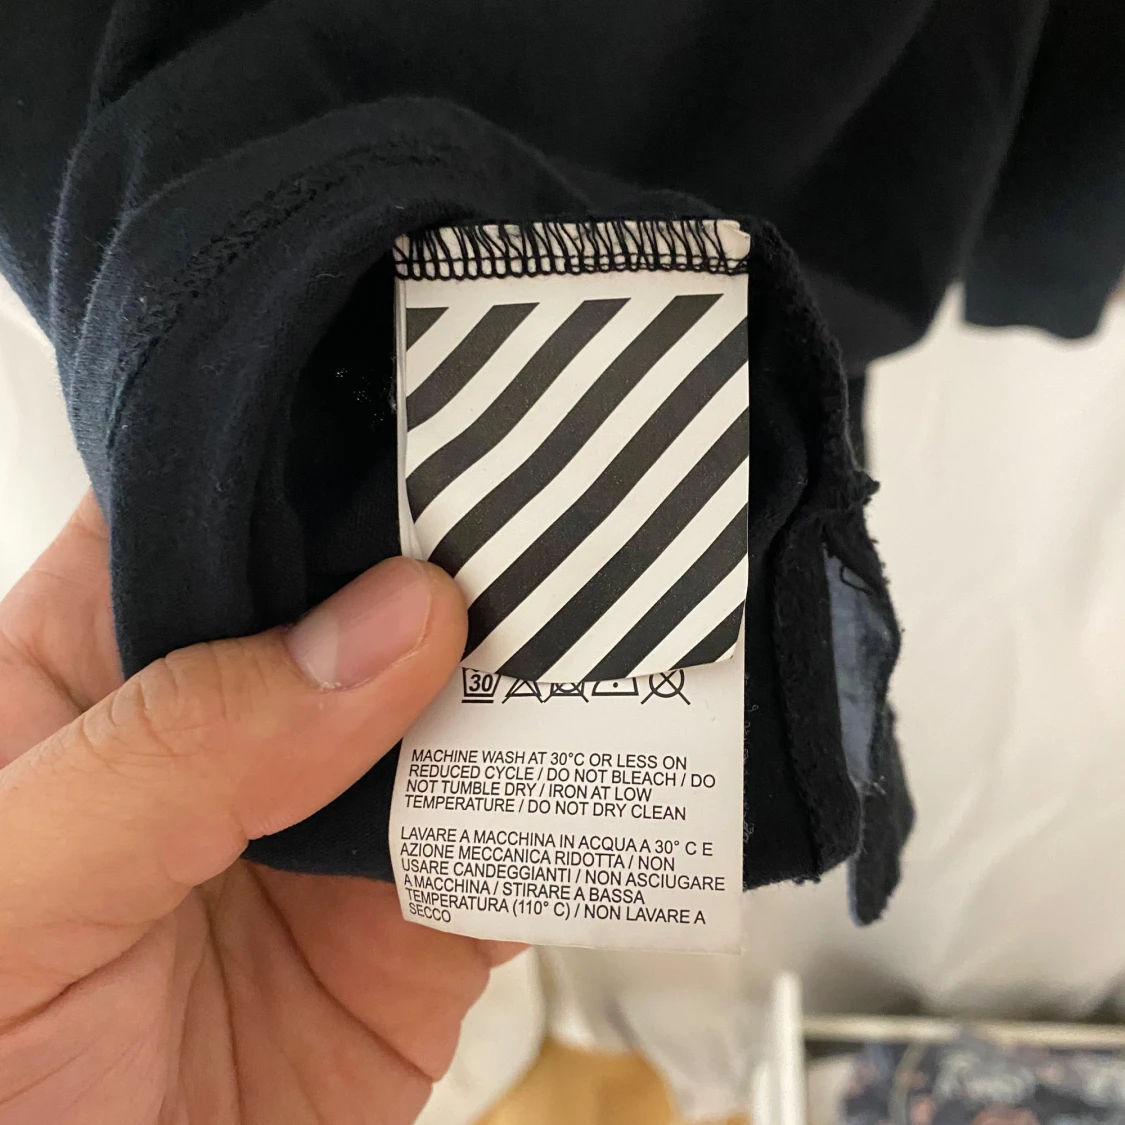 30
MACHINE WASH AT 30°C OR LESS ON
REDUCED CYCLE / DO NOT BLEACH / DO
NOT TUMBLE DRY / IRON AT LOW
TEMPERATURE / DO NOT DRY CLEAN
LAVARE A MACCHINA IN ACQUA A 30° C E
AZIONE MECCANICA RIDOTTA / NON
USARE CANDEGGIANTI / NON ASCIUGARE
A MACCHINA / STIRARE A BASSA
TEMPERATURA (110° C) / NON LAVARE A
SECCO